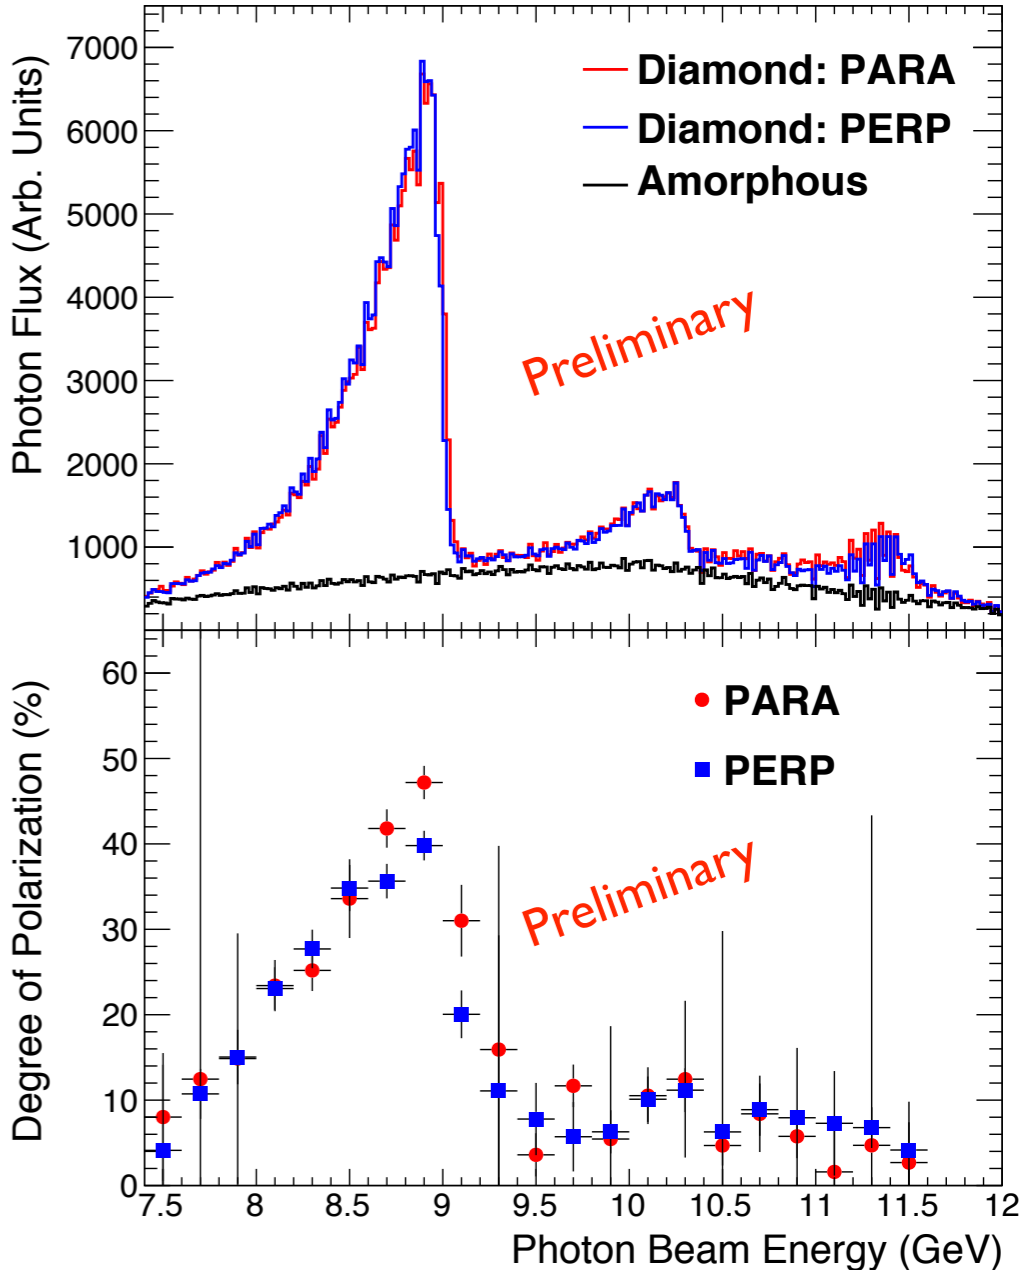 Photon Flux (Arb. Units)
7000
6000
5000
4000
3000
2000
1000
Diamond: PARA
Diamond: PERP
Amorphous
Preliminary
Degree of Polarization (%)
60
50
40
30
20
10
0
PARA
PERP
Preliminary
7.5 8 8.5 9 9.5 10 10.5 11 11.5 12
Photon Beam Energy (GeV)